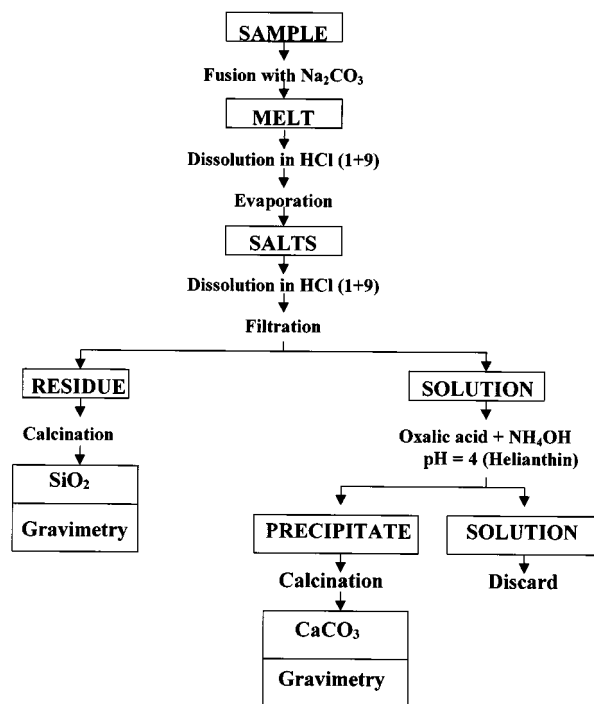 SAMPLE
Fusion with Na₂CO₃
MELT
Dissolution in HCl (1+9)
Evaporation
SALTS
Dissolution in HCl (1+9)
Filtration
RESIDUE
Calcination
SiO₂
Gravimetry
SOLUTION
Oxalic acid + NH₄OH
pH = 4 (Helianthin)
PRECIPITATE
Calcination
CaCO₃
Gravimetry
SOLUTION
Discard